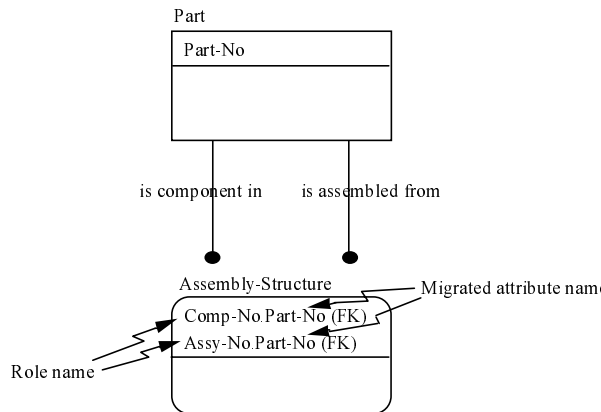 Part
Part-No
is component in
is assembled from
Assembly-Structure
Migrated attribute name
Comp-No.Part-No (FK)
Assy-No.Part-No (FK)
Role name